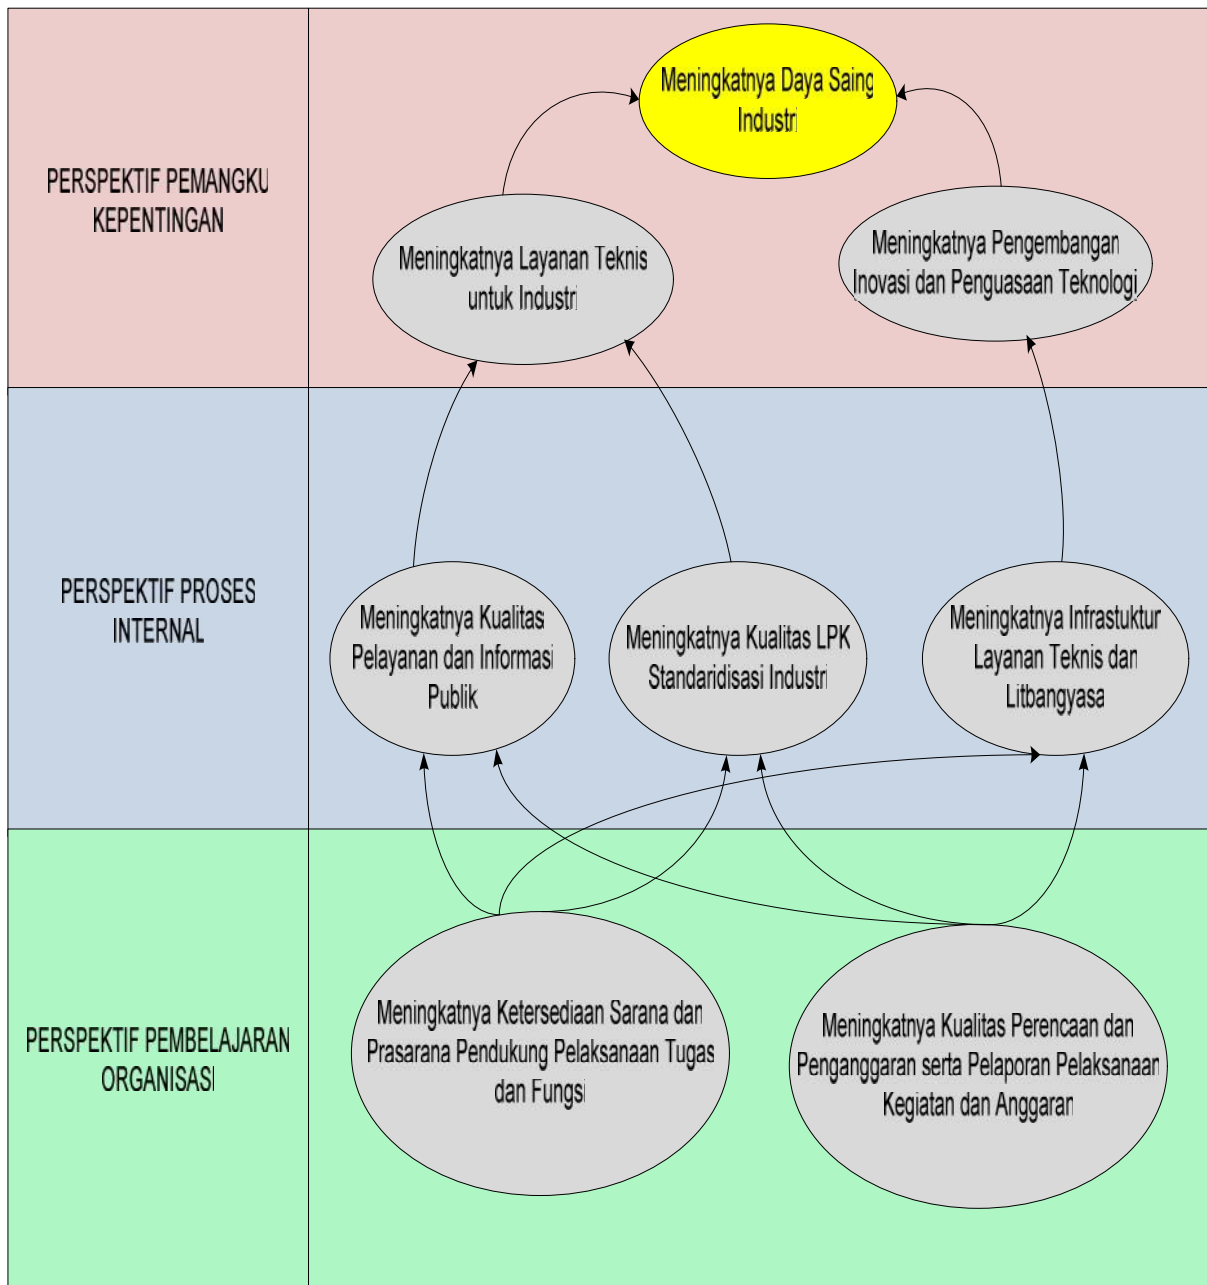 PERSPEKTIF PEMANGKU
KEPENTINGAN
Meningkatnya Daya Saing
Industri
Meningkatnya Layanan Teknis
untuk Industri
Meningkatnya Pengembangan
Inovasi dan Penguasaan Teknologi
PERSPEKTIF PROSES
INTERNAL
Meningkatnya Kualitas
Pelayanan dan Informasi
Publik
Meningkatnya Kualitas LPK
Standaridisasi Industri
Meningkatnya Infrastuktur
Layanan Teknis dan
Litbangyasa
PERSPEKTIF PEMBELAJARAN
ORGANISASI
Meningkatnya Ketersediaan Sarana dan
Prasarana Pendukung Pelaksanaan Tugas
dan Fungsi
Meningkatnya Kualitas Perencaan dan
Penganggaran serta Pelaporan Pelaksanaan
Kegiatan dan Anggaran